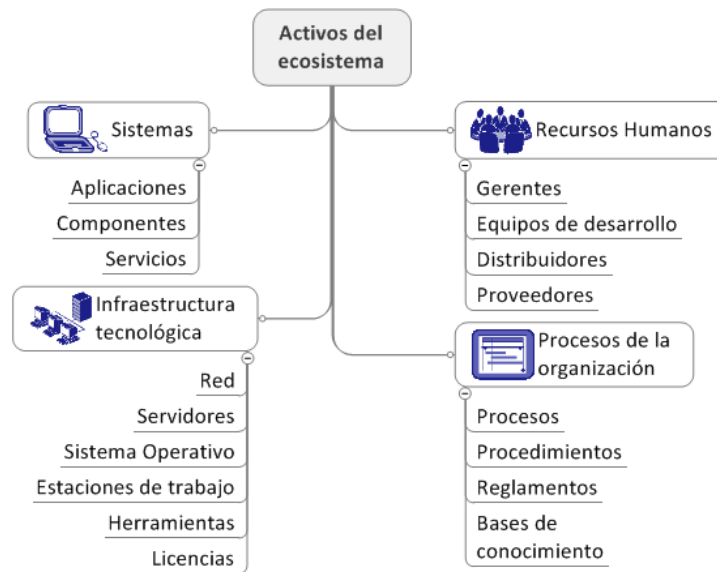 Activos del
ecosistema
Sistemas
Aplicaciones
Componentes
Servicios
Infraestructura
tecnológica
Red
Servidores
Sistema Operativo
Estaciones de trabajo
Herramientas
Licencias
Recursos Humanos
Gerentes
Equipos de desarrollo
Distribuidores
Proveedores
Procesos de la
organización
Procesos
Procedimientos
Reglamentos
Bases de
conocimiento